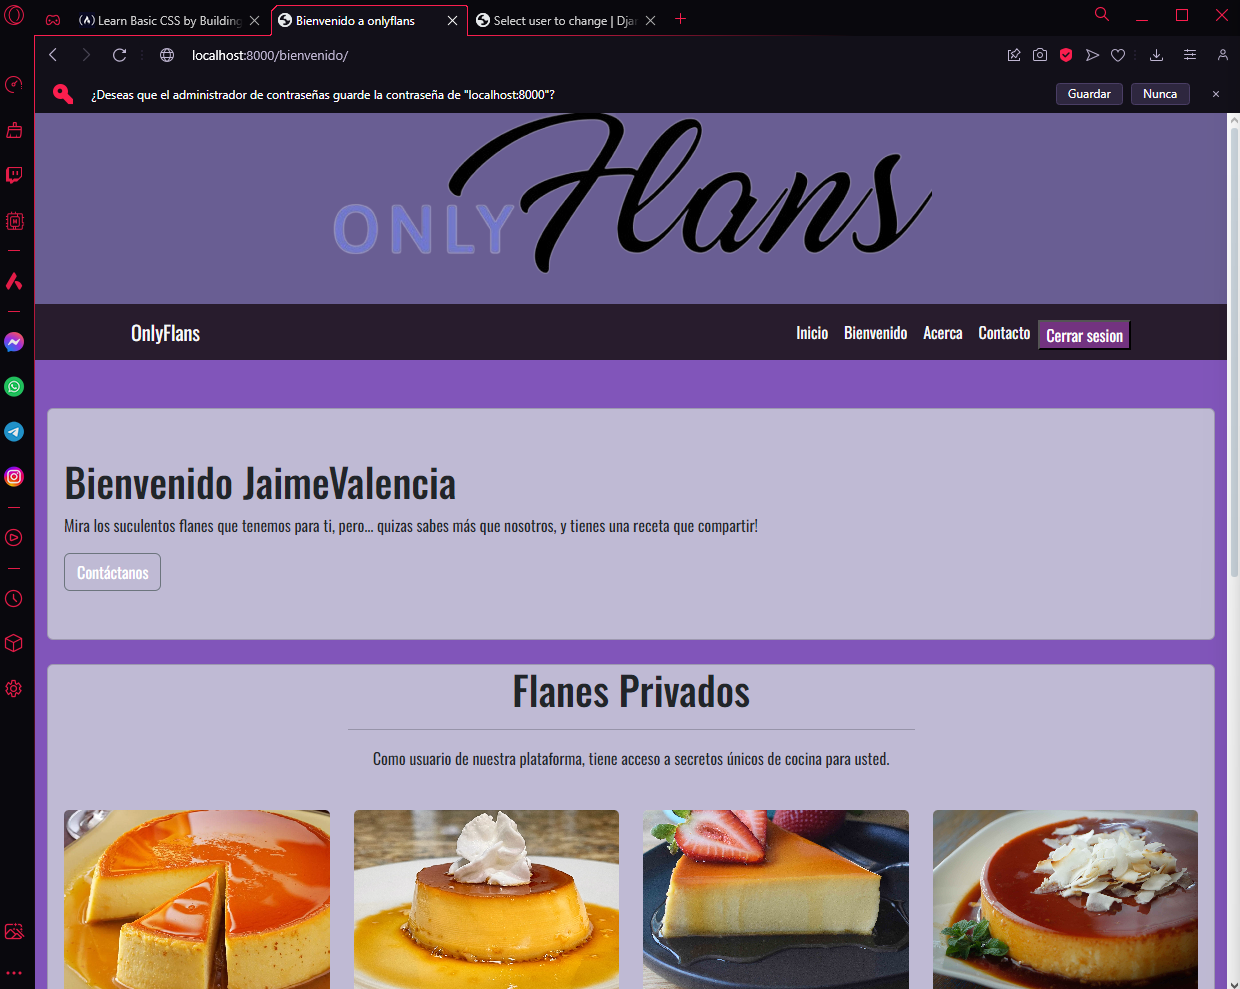 Learn Basic CSS by Building
Bienvenido a onlyflans
Select user to change | Dja
localhost:8000/bienvenido/
¿Deseas que el administrador de contraseñas guarde la contraseña de "localhost:8000"?
Guardar
Nunca
ONLY Flans
OnlyFlans
Inicio
Bienvenido
Acerca
Contacto
Cerrar sesion
Bienvenido JaimeValencia
Mira los suculentos flanes que tenemos para ti, pero... quizas sabes más que nosotros, y tienes una receta que compartir!
Contáctanos
Flanes Privados
Como usuario de nuestra plataforma, tiene acceso a secretos únicos de cocina para usted.